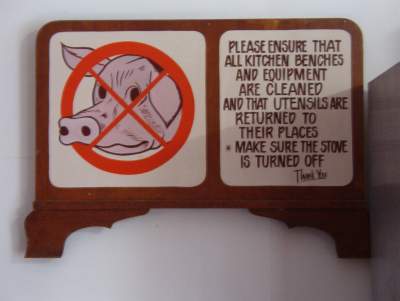 PLEASE ENSURE THAT
ALL KITCHEN BENCHES
AND EQUIPMENT
ARE CLEANED
AND THAT UTENSILS ARE
RETURNED TO
THEIR PLACES
* MAKE SURE THE STOVE
IS TURNED OFF
Thank You